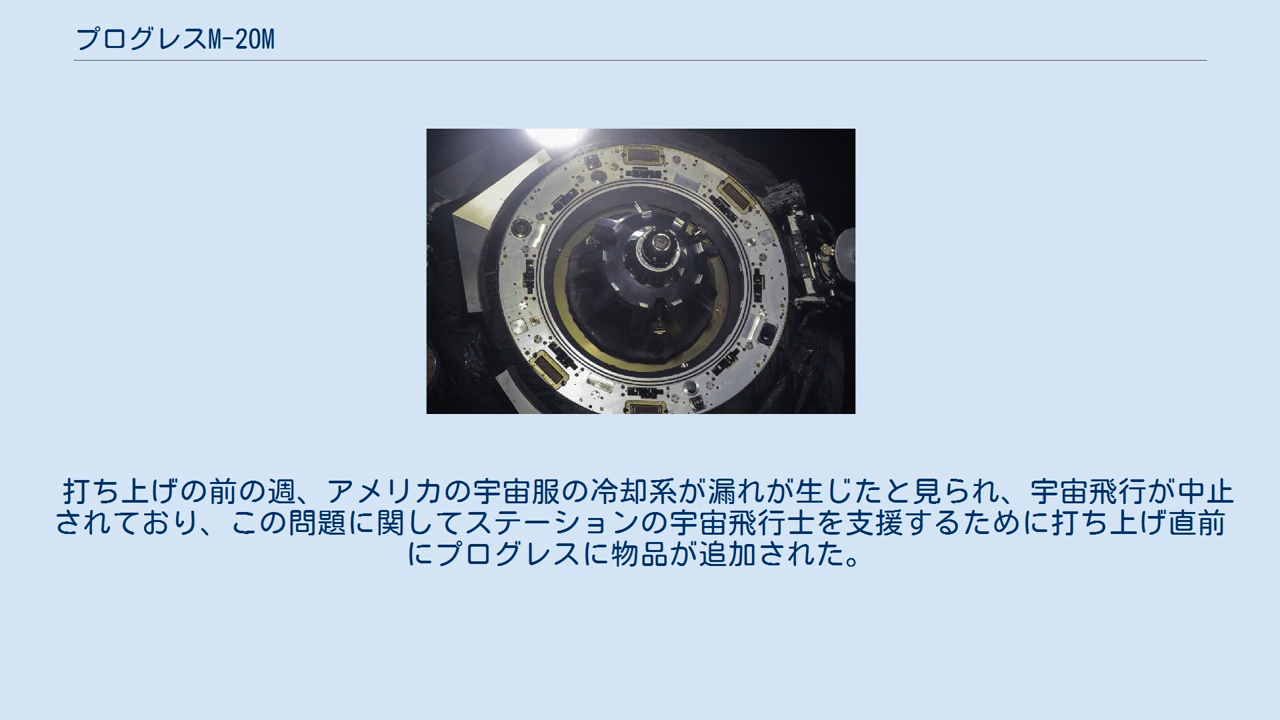 プログレスM-20M
打ち上げの前の週、アメリカの宇宙服の冷却系が漏れが生じたと見られ、宇宙飛行が中止
されており、この問題に関してステーションの宇宙飛行士を支援するために打ち上げ直前
にプログレスに物品が追加された。